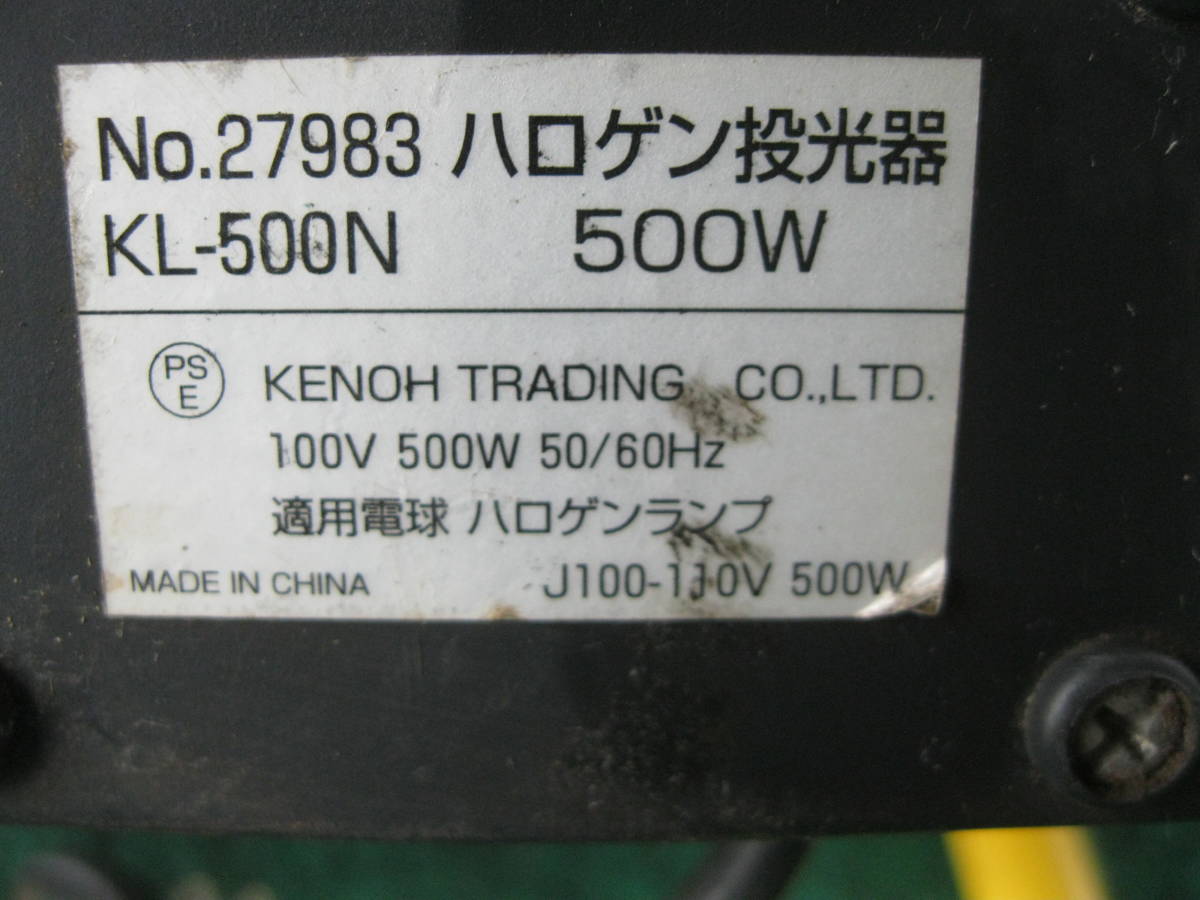 No.27983 ハロゲン投光器
KL-500N 500W
PS
E
KENOH TRADING CO.,LTD.
100V 500W 50/60Hz
適用電球 ハロゲンランプ
MADE IN CHINA J100-110V 500W